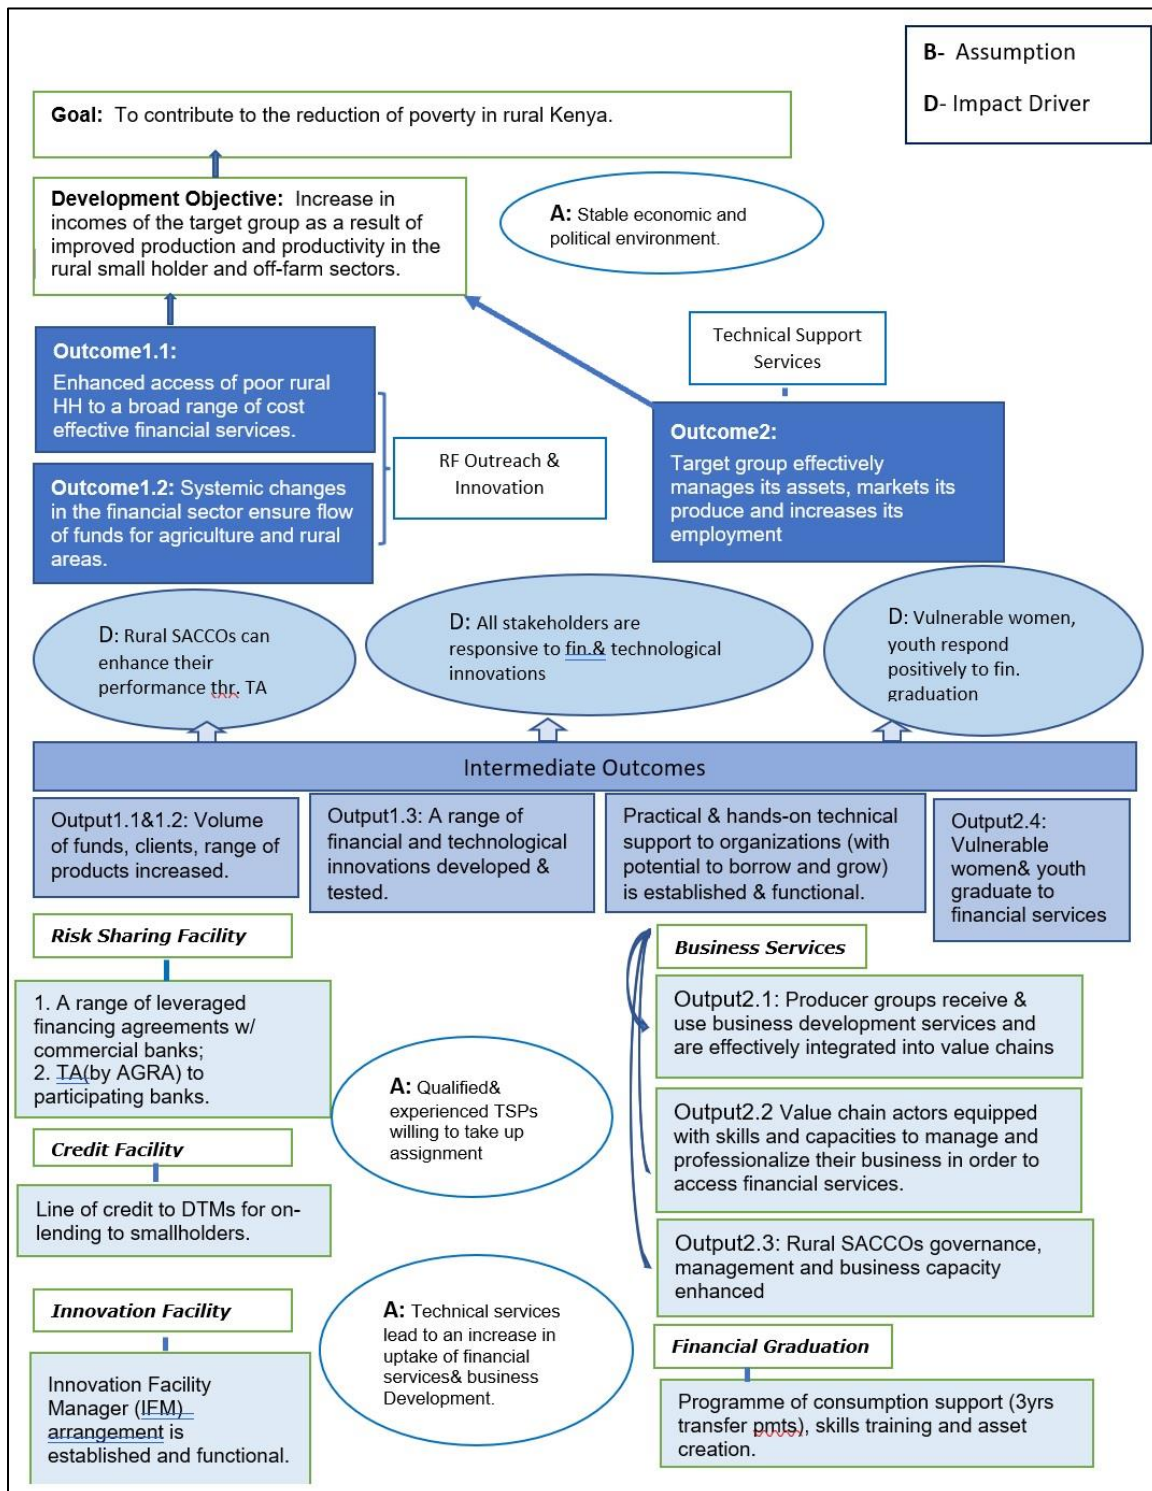 B- Assumption
D- Impact Driver
Goal: To contribute to the reduction of poverty in rural Kenya.
Development Objective: Increase in
incomes of the target group as a result of
improved production and productivity in the
rural small holder and off-farm sectors.
A: Stable economic and
political environment.
Technical Support
Services
Outcome1.1:
Enhanced access of poor rural
HH to a broad range of cost
effective financial services.
RF Outreach &
Innovation
Outcome2:
Target group effectively
manages its assets, markets its
produce and increases its
employment
Outcome1.2: Systemic changes
in the financial sector ensure flow
of funds for agriculture and rural
areas.
D: Rural SACCOs can
enhance their
performance thr. TA
D: All stakeholders are
responsive to fin.& technological
innovations
D: Vulnerable women,
youth respond
positively to fin.
graduation
Intermediate Outcomes
Output1.1&1.2: Volume
of funds, clients, range of
products increased.
Output1.3: A range of
financial and technological
innovations developed &
tested.
Practical & hands-on technical
support to organizations (with
potential to borrow and grow)
is established & functional.
Output2.4:
Vulnerable
women& youth
graduate to
financial services
Risk Sharing Facility
1. A range of leveraged
financing agreements w/
commercial banks;
2. TA(by AGRA) to
participating banks.
Credit Facility
Line of credit to DTMs for on-
lending to smallholders.
Innovation Facility
Innovation Facility
Manager (IFM)
arrangement is
established and functional.
A: Qualified&
experienced TSPs
willing to take up
assignment
A: Technical services
lead to an increase in
uptake of financial
services& business
Development.
Business Services
Output2.1: Producer groups receive &
use business development services and
are effectively integrated into value chains
Output2.2 Value chain actors equipped
with skills and capacities to manage and
professionalize their business in order to
access financial services.
Output2.3: Rural SACCOs governance,
management and business capacity
enhanced
Financial Graduation
Programme of consumption support (3yrs
transfer pmts), skills training and asset
creation.